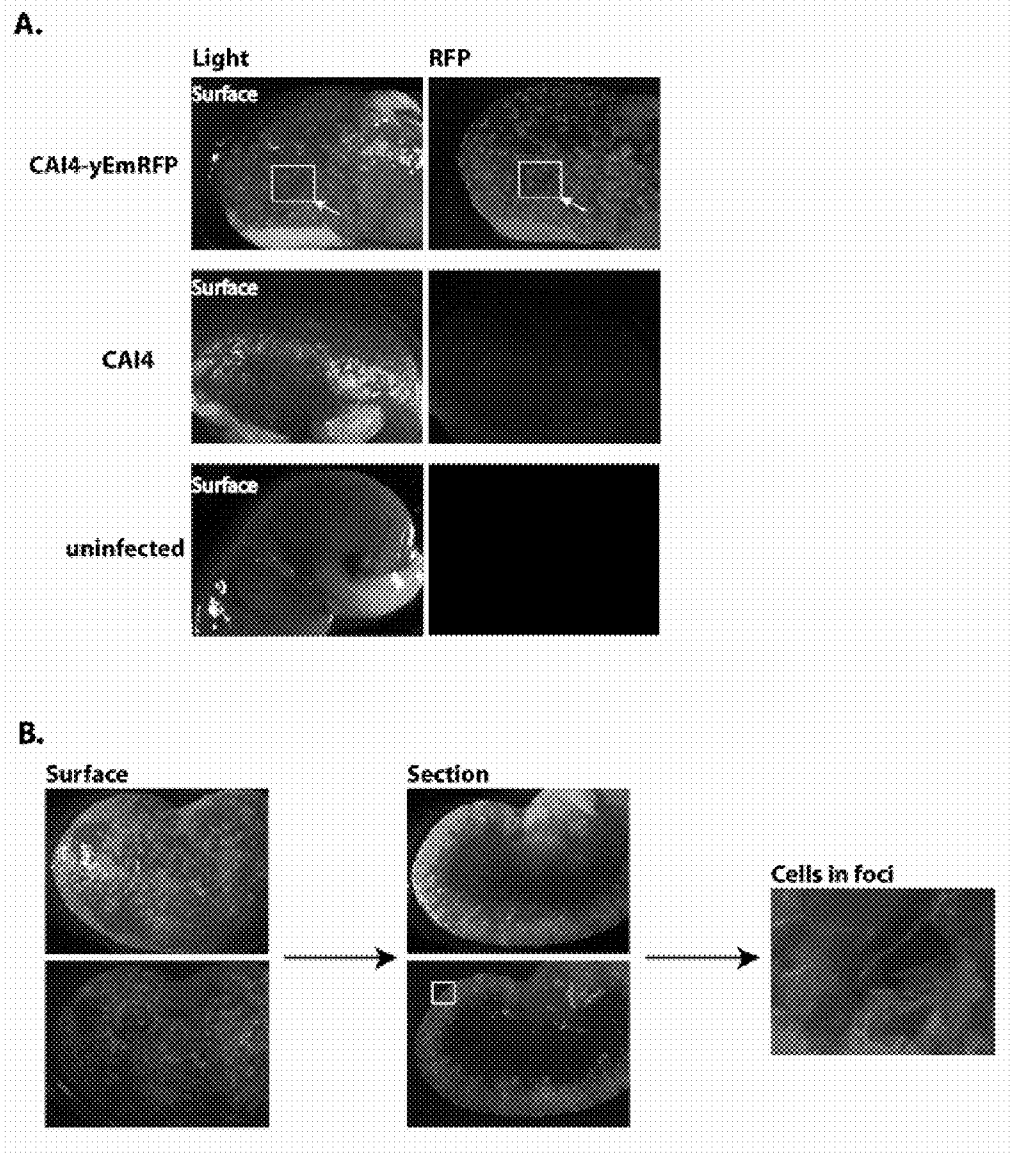 A.
Light RFP
Surface
CAI4-yEmRFP
Surface
CAI4
Surface
uninfected
B.
Surface Section
Cells in foci